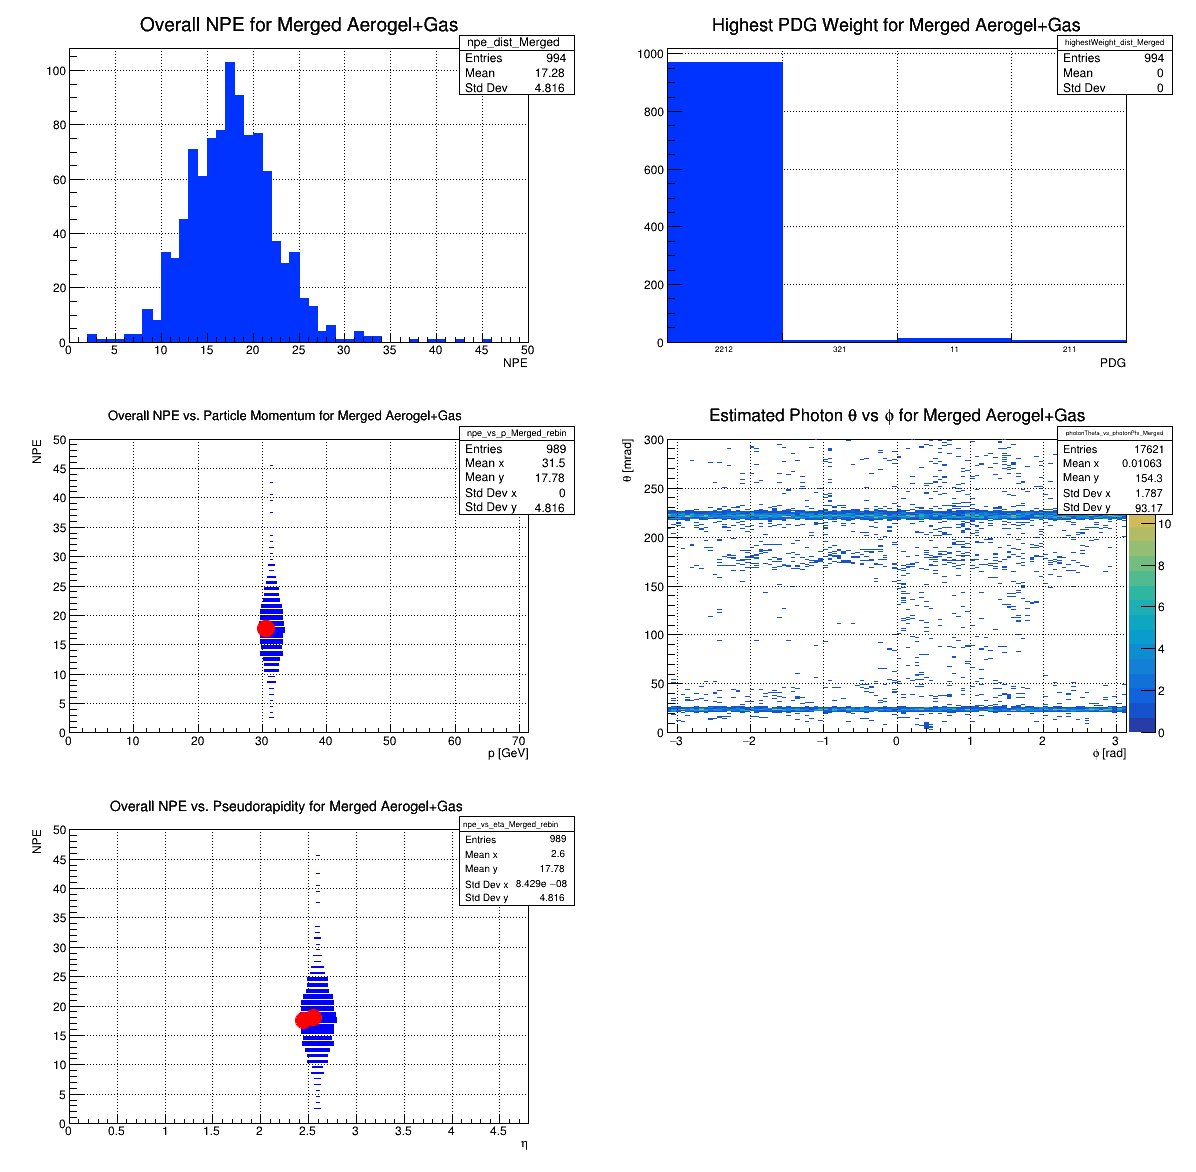 Overall NPE for Merged Aerogel+Gas
npe_dist_Merged
Entries 994
Mean 17.28
Std Dev 4.816
100
80
60
40
20
0
0 5 10 15 20 25 30 35 40 45 50
NPE
Highest PDG Weight for Merged Aerogel+Gas
highestWeight_dist_Merged
Entries 994
Mean 0
Std Dev 0
1000
800
600
400
200
0
2212 321 11 211
PDG
Overall NPE vs. Particle Momentum for Merged Aerogel+Gas
npe_vs_p_Merged_rebin
Entries 989
Mean x 31.5
Mean y 17.78
Std Dev x 0
Std Dev y 4.816
NPE
50
45
40
35
30
25
20
15
10
5
0
0 10 20 30 40 50 60 70
p [GeV]
Estimated Photon θ vs ϕ for Merged Aerogel+Gas
photonTheta_vs_photonPhi_Merged
Entries 17621
Mean x 0.01063
Mean y 154.3
Std Dev x 1.787
Std Dev y 93.17
θ [mrad]
300
250
200
150
100
50
0
−3 −2 −1 0 1 2 3
ϕ [rad]
10
8
6
4
2
0
Overall NPE vs. Pseudorapidity for Merged Aerogel+Gas
npe_vs_eta_Merged_rebin
Entries 989
Mean x 2.6
Mean y 17.78
Std Dev x 8.429e −08
Std Dev y 4.816
NPE
50
45
40
35
30
25
20
15
10
5
0
0 0.5 1 1.5 2 2.5 3 3.5 4 4.5
η